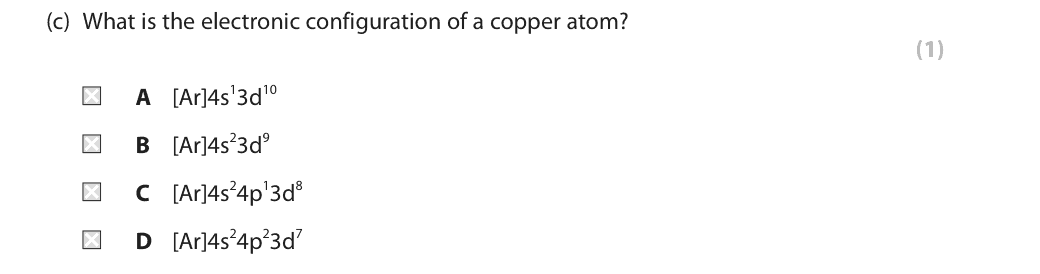 (c) What is the electronic configuration of a copper atom?
(1)
A [Ar]4s¹3d¹⁰
B [Ar]4s²3d⁹
C [Ar]4s²4p¹3d⁸
D [Ar]4s²4p²3d⁷